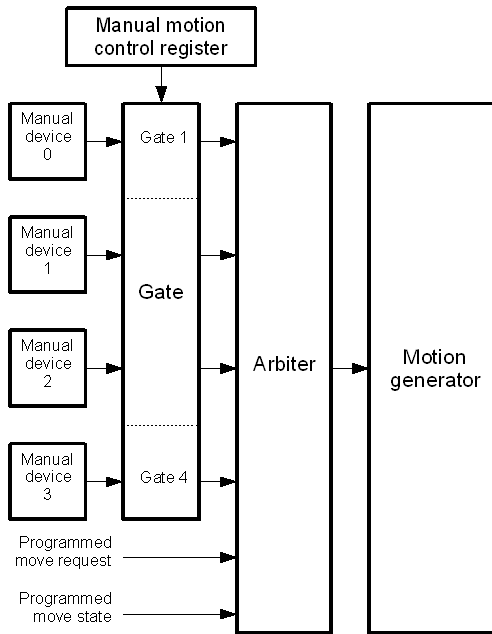 Manual motion
control register
Manual
device
0
Gate 1
Manual
device
1
Gate
Manual
device
2
Arbiter
Motion
generator
Manual
device
3
Gate 4
Programmed
move request
Programmed
move state